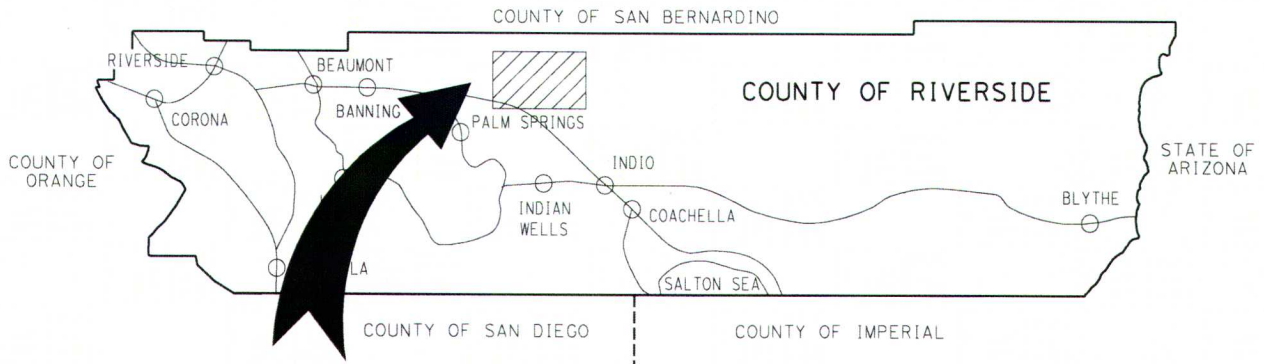 COUNTY OF SAN BERNARDINO
RIVERSIDE
BEAUMONT
BANNING
CORONA
PALM SPRINGS
COUNTY OF RIVERSIDE
COUNTY OF
ORANGE
INDIO
STATE OF
ARIZONA
INDIAN
WELLS
COACHELLA
BLYTHE
LA
SALTON SEA
COUNTY OF SAN DIEGO
COUNTY OF IMPERIAL